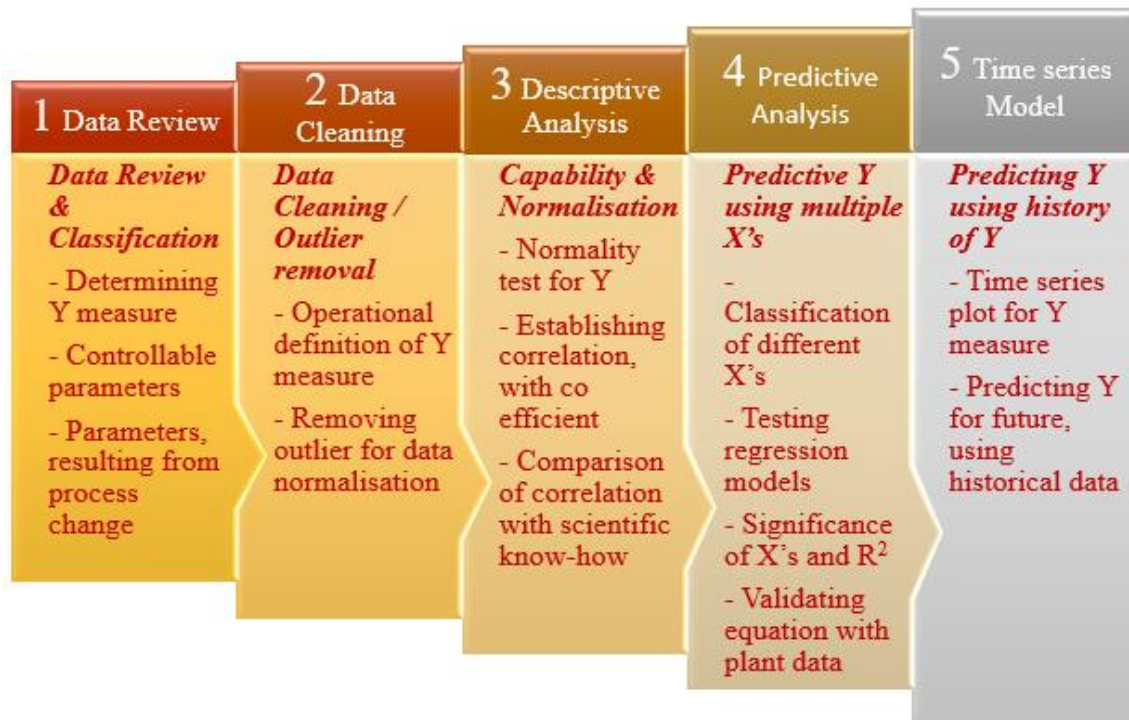 1 Data Review
Data Review
&
Classification
- Determining
Y measure
- Controllable
parameters
- Parameters,
resulting from
process
change
2 Data
Cleaning
Data
Cleaning /
Outlier
removal
- Operational
definition of Y
measure
- Removing
outlier for data
normalisation
3 Descriptive
Analysis
Capability &
Normalisation
- Normality
test for Y
- Establishing
correlation,
with co
efficient
- Comparison
of correlation
with scientific
know-how
4 Predictive
Analysis
Predictive Y
using multiple
X's
-
Classification
of different
X's
- Testing
regression
models
- Significance
of X's and R²
- Validating
equation with
plant data
5 Time series
Model
Predicting Y
using history
of Y
- Time series
plot for Y
measure
- Predicting Y
for future,
using
historical data